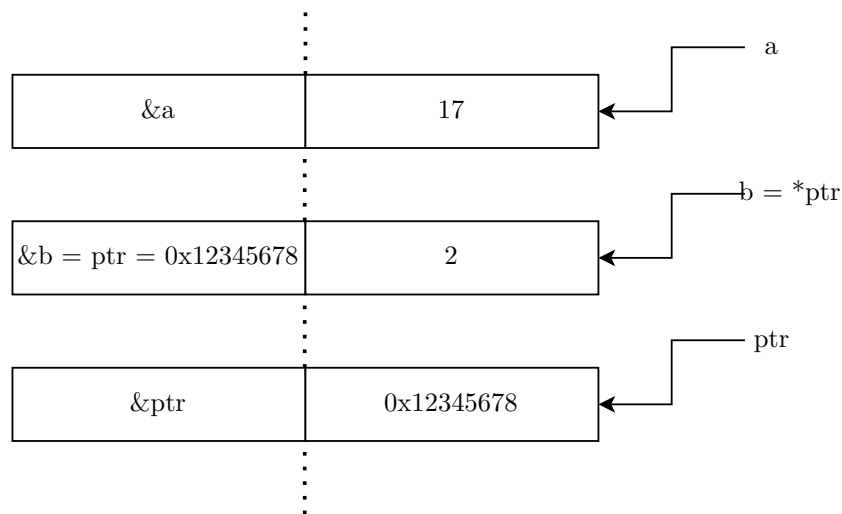 a
&a 17
b = *ptr
&b = ptr = 0x12345678 2
ptr
&ptr 0x12345678